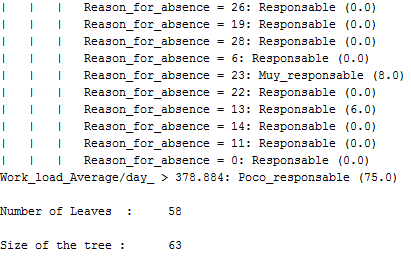 |   |   |   Reason_for_absence = 26: Responsable (0.0)
|   |   |   Reason_for_absence = 19: Responsable (0.0)
|   |   |   Reason_for_absence = 28: Responsable (0.0)
|   |   |   Reason_for_absence = 6: Responsable (0.0)
|   |   |   Reason_for_absence = 23: Muy_responsable (8.0)
|   |   |   Reason_for_absence = 22: Responsable (0.0)
|   |   |   Reason_for_absence = 13: Responsable (6.0)
|   |   |   Reason_for_absence = 14: Responsable (0.0)
|   |   |   Reason_for_absence = 11: Responsable (0.0)
|   |   |   Reason_for_absence = 0: Responsable (0.0)
Work_load_Average/day_ > 378.884: Poco_responsable (75.0)
Number of Leaves  :     58
Size of the tree :      63